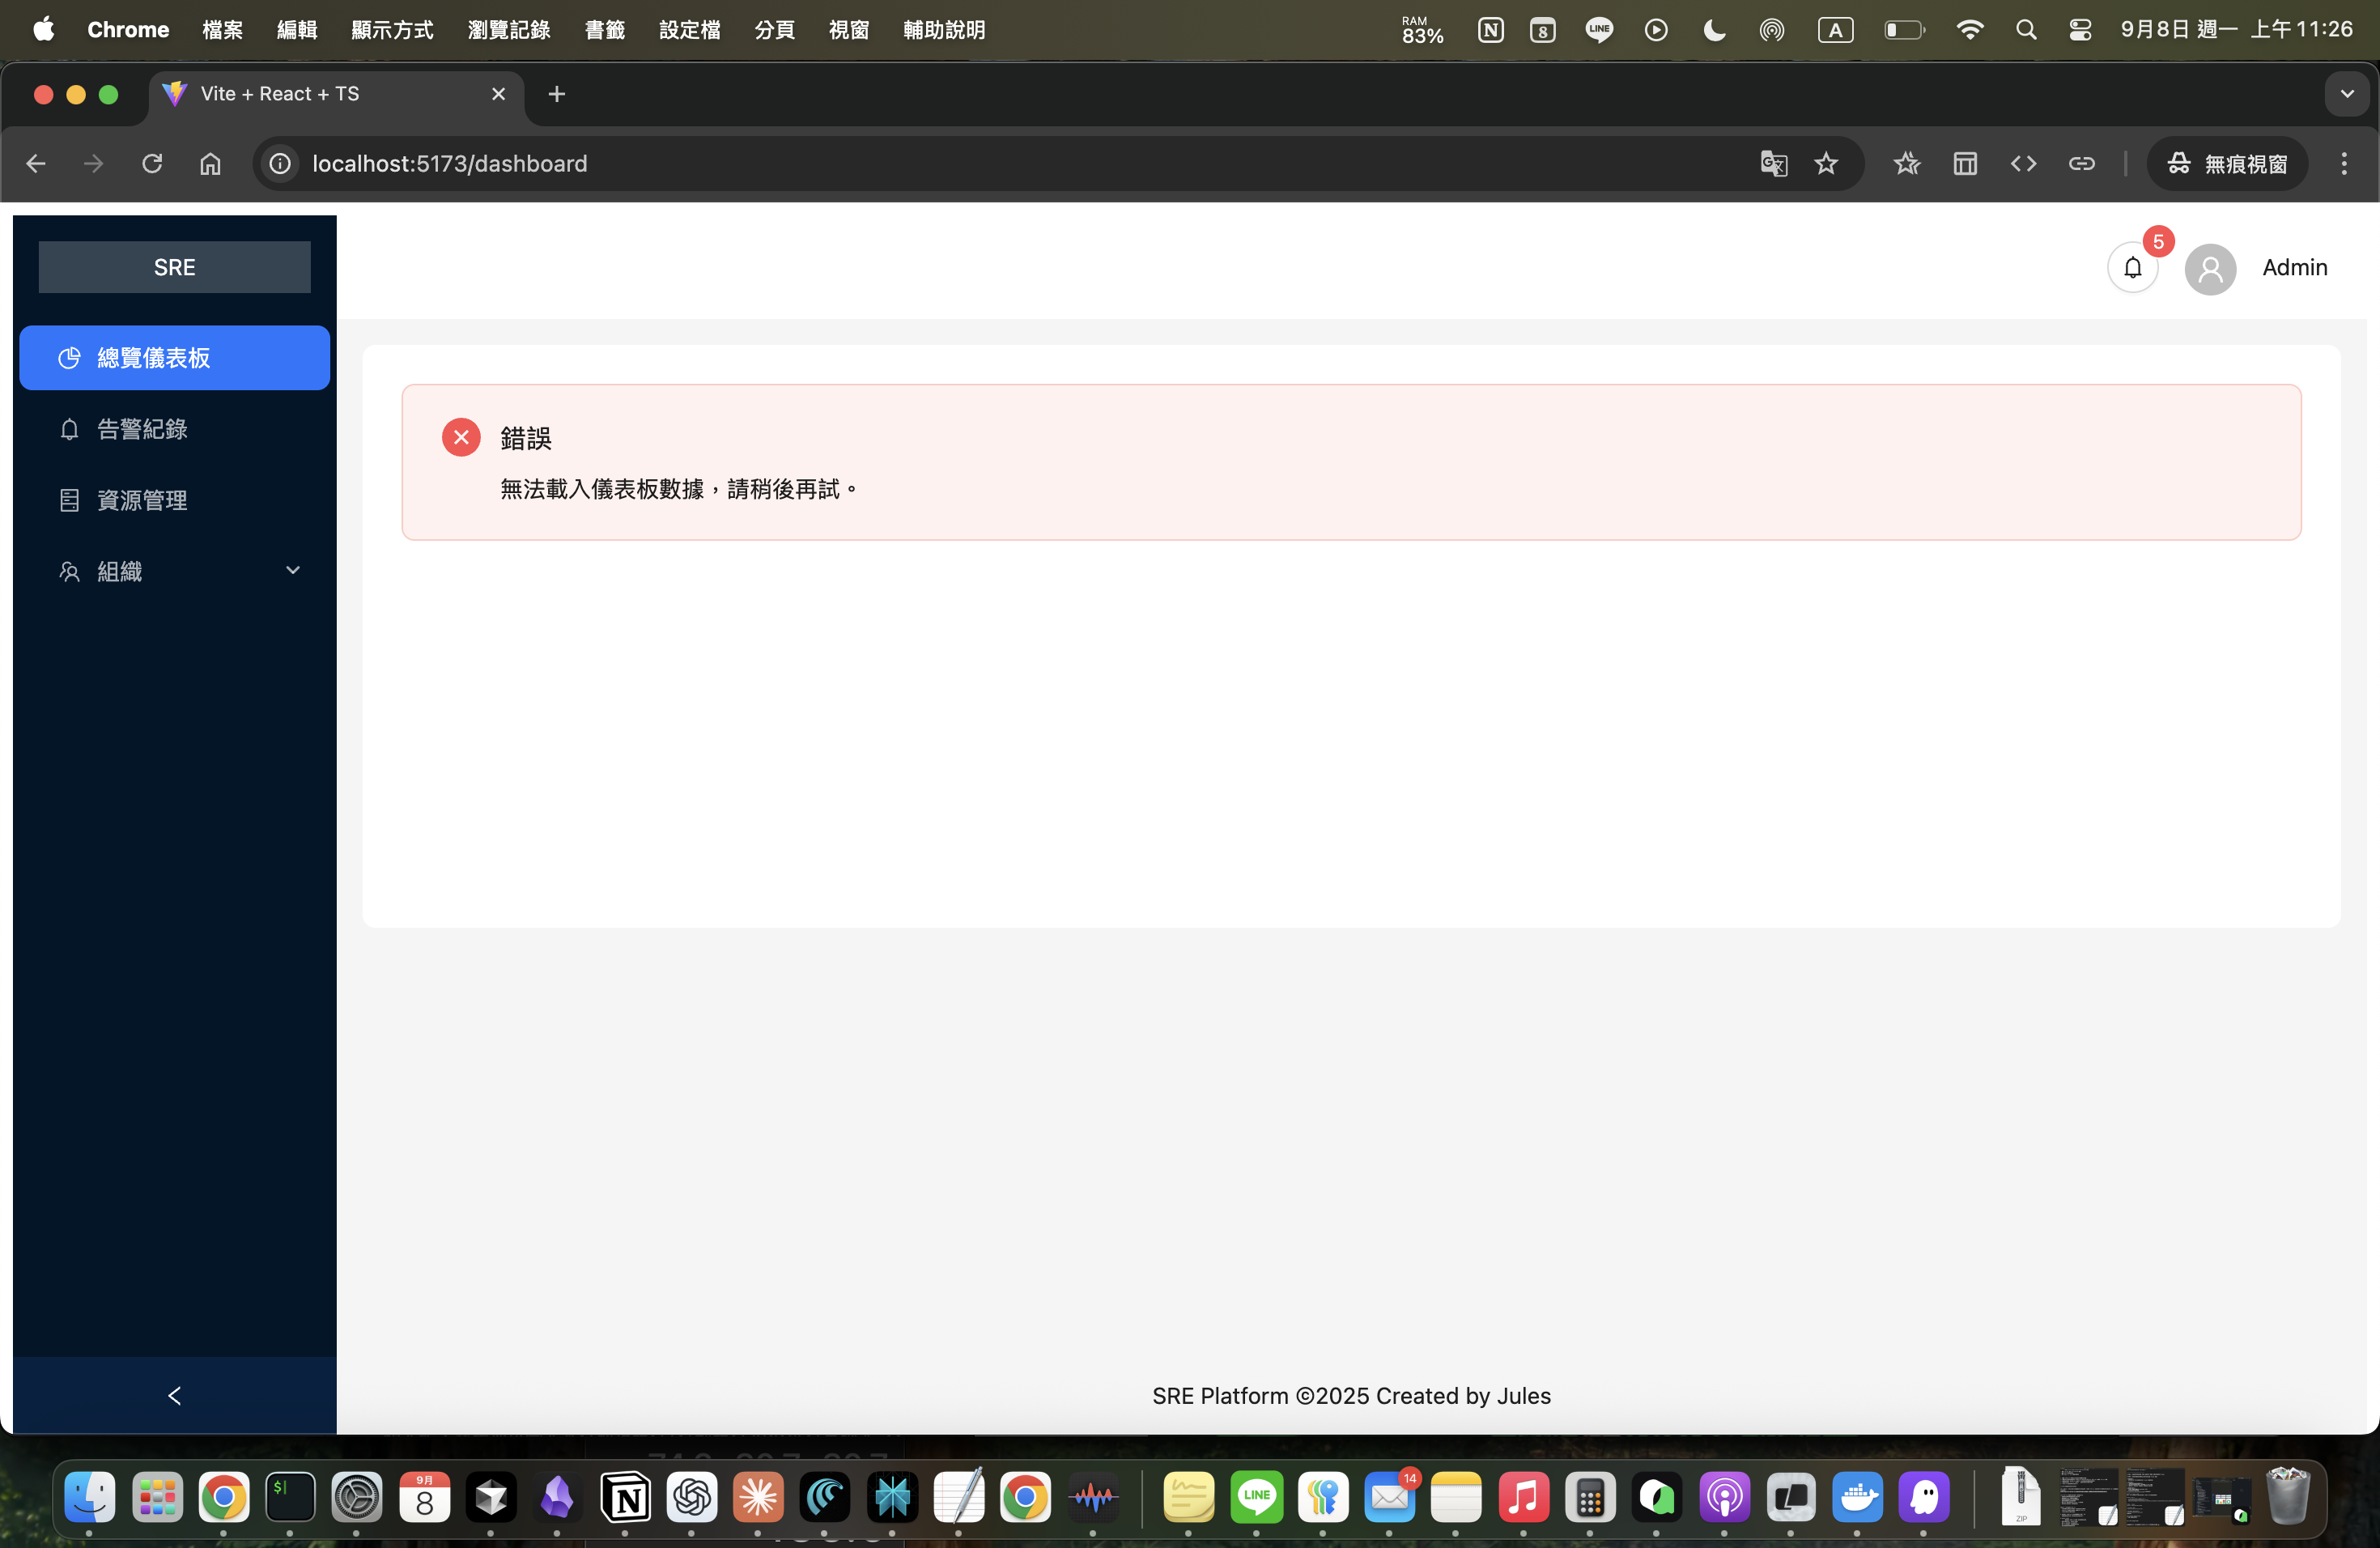 Chrome 檔案 編輯 顯示方式 瀏覽記錄 書籤 設定檔 分頁 視窗 輔助說明 RAM 83% N 8 LINE A 9月8日 週一 上午11:26
Vite + React + TS
localhost:5173/dashboard 無痕視窗
SRE
5
Admin
總覽儀表板
告警紀錄
資源管理
組織
錯誤
無法載入儀表板數據，請稍後再試。
SRE Platform ©2025 Created by Jules
$
9月
8
N
LINE
14
ZIP